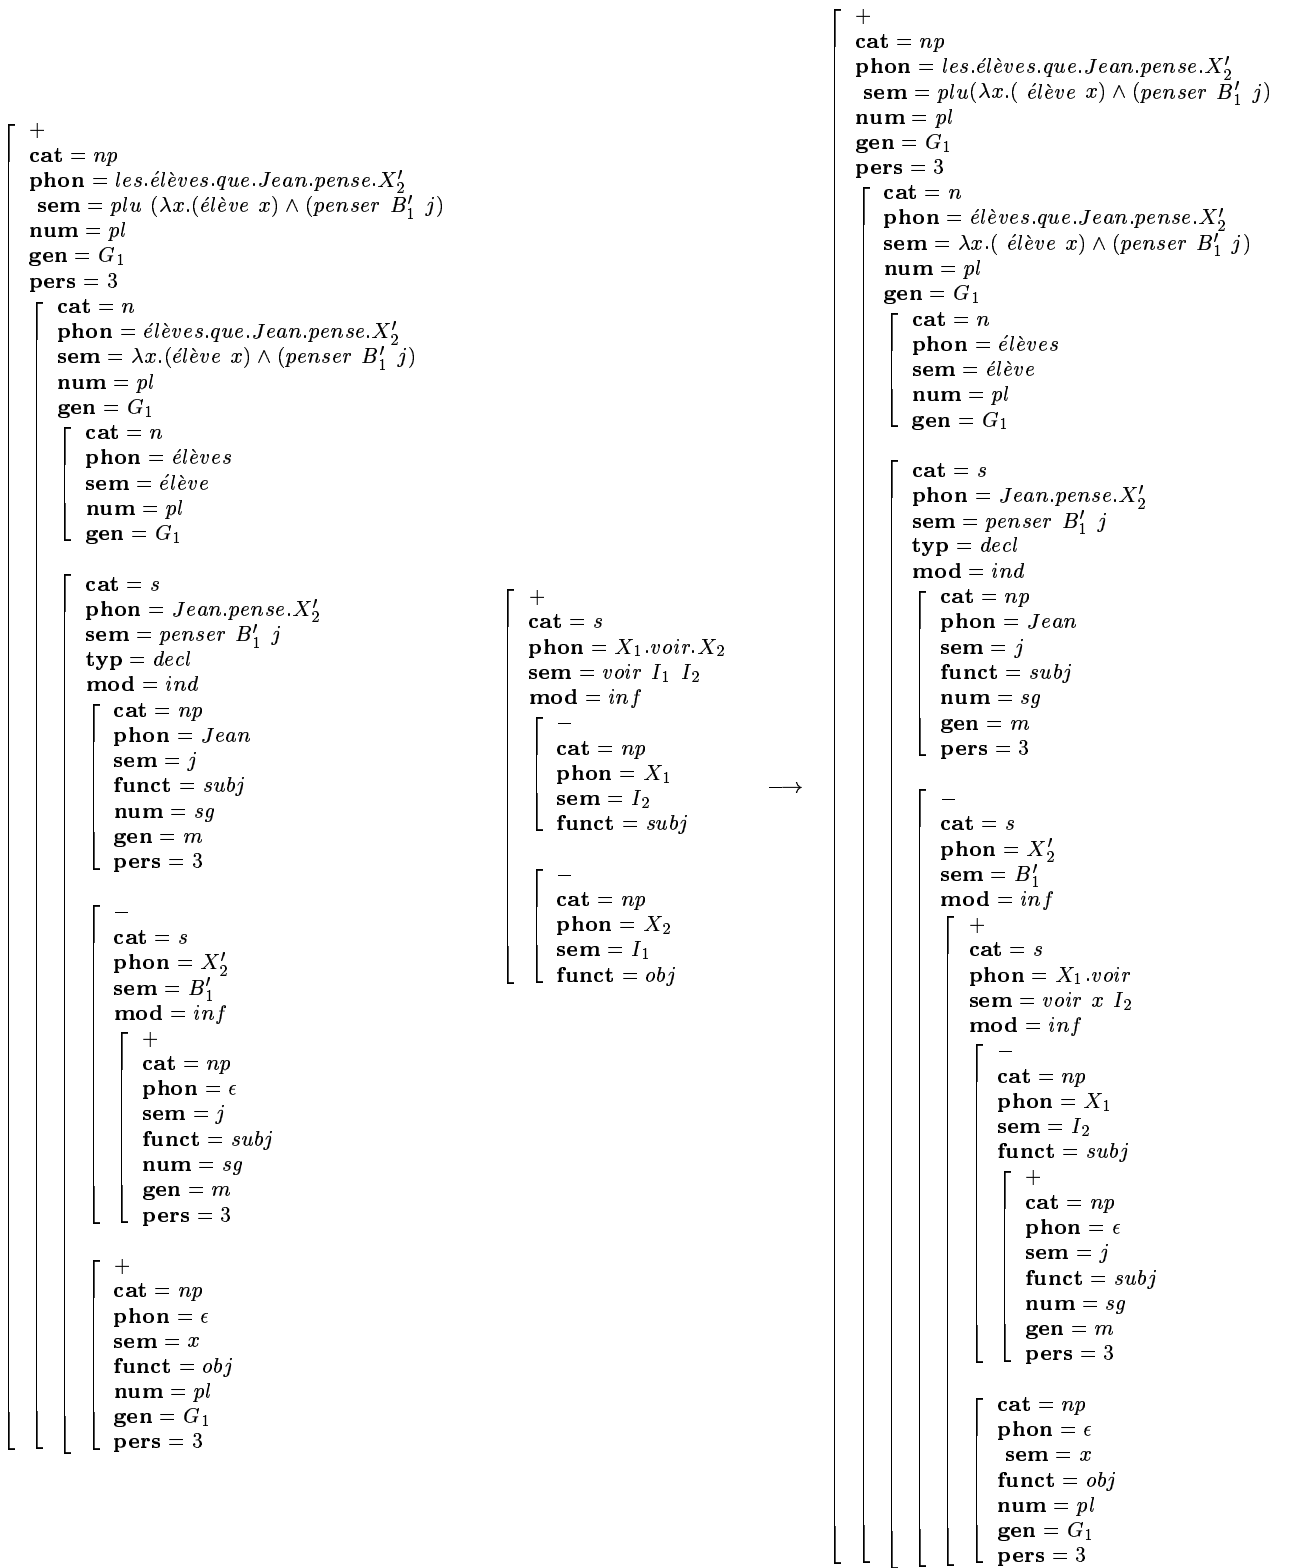 +
cat = np
phon = les.élèves.que.Jean.pense.X′₂
sem = plu (λx.(élève x) ∧ (penser B′₁ j)
num = pl
gen = G₁
pers = 3
cat = n
phon = élèves.que.Jean.pense.X′₂
sem = λx.(élève x) ∧ (penser B′₁ j)
num = pl
gen = G₁
cat = n
phon = élèves
sem = élève
num = pl
gen = G₁
cat = s
phon = Jean.pense.X′₂
sem = penser B′₁ j
typ = decl
mod = ind
cat = np
phon = Jean
sem = j
funct = subj
num = sg
gen = m
pers = 3
−
cat = s
phon = X′₂
sem = B′₁
mod = inf
+
cat = np
phon = ϵ
sem = j
funct = subj
num = sg
gen = m
pers = 3
+
cat = np
phon = ϵ
sem = x
funct = obj
num = pl
gen = G₁
pers = 3
+
cat = s
phon = X₁.voir.X₂
sem = voir I₁ I₂
mod = inf
−
cat = np
phon = X₁
sem = I₂
funct = subj
−
cat = np
phon = X₂
sem = I₁
funct = obj
⟶
+
cat = np
phon = les.élèves.que.Jean.pense.X′₂
sem = plu(λx.( élève x) ∧ (penser B′₁ j)
num = pl
gen = G₁
pers = 3
cat = n
phon = élèves.que.Jean.pense.X′₂
sem = λx.( élève x) ∧ (penser B′₁ j)
num = pl
gen = G₁
cat = n
phon = élèves
sem = élève
num = pl
gen = G₁
cat = s
phon = Jean.pense.X′₂
sem = penser B′₁ j
typ = decl
mod = ind
cat = np
phon = Jean
sem = j
funct = subj
num = sg
gen = m
pers = 3
−
cat = s
phon = X′₂
sem = B′₁
mod = inf
+
cat = s
phon = X₁.voir
sem = voir x I₂
mod = inf
−
cat = np
phon = X₁
sem = I₂
funct = subj
+
cat = np
phon = ϵ
sem = j
funct = subj
num = sg
gen = m
pers = 3
cat = np
phon = ϵ
sem = x
funct = obj
num = pl
gen = G₁
pers = 3